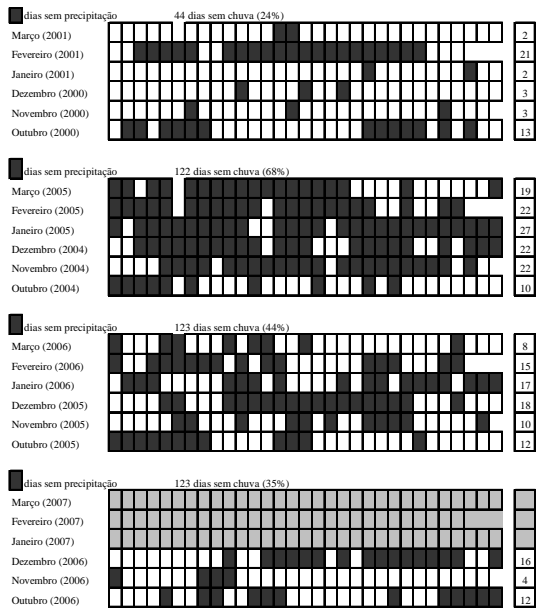 dias sem precipitação 44 dias sem chuva (24%)
Março (2001) 2
Fevereiro (2001) 21
Janeiro (2001) 2
Dezembro (2000) 3
Novembro (2000) 3
Outubro (2000) 13
dias sem precipitação 122 dias sem chuva (68%)
Março (2005) 19
Fevereiro (2005) 22
Janeiro (2005) 27
Dezembro (2004) 22
Novembro (2004) 22
Outubro (2004) 10
dias sem precipitação 123 dias sem chuva (44%)
Março (2006) 8
Fevereiro (2006) 15
Janeiro (2006) 17
Dezembro (2005) 18
Novembro (2005) 10
Outubro (2005) 12
dias sem precipitação 123 dias sem chuva (35%)
Março (2007)
Fevereiro (2007)
Janeiro (2007)
Dezembro (2006) 16
Novembro (2006) 4
Outubro (2006) 12